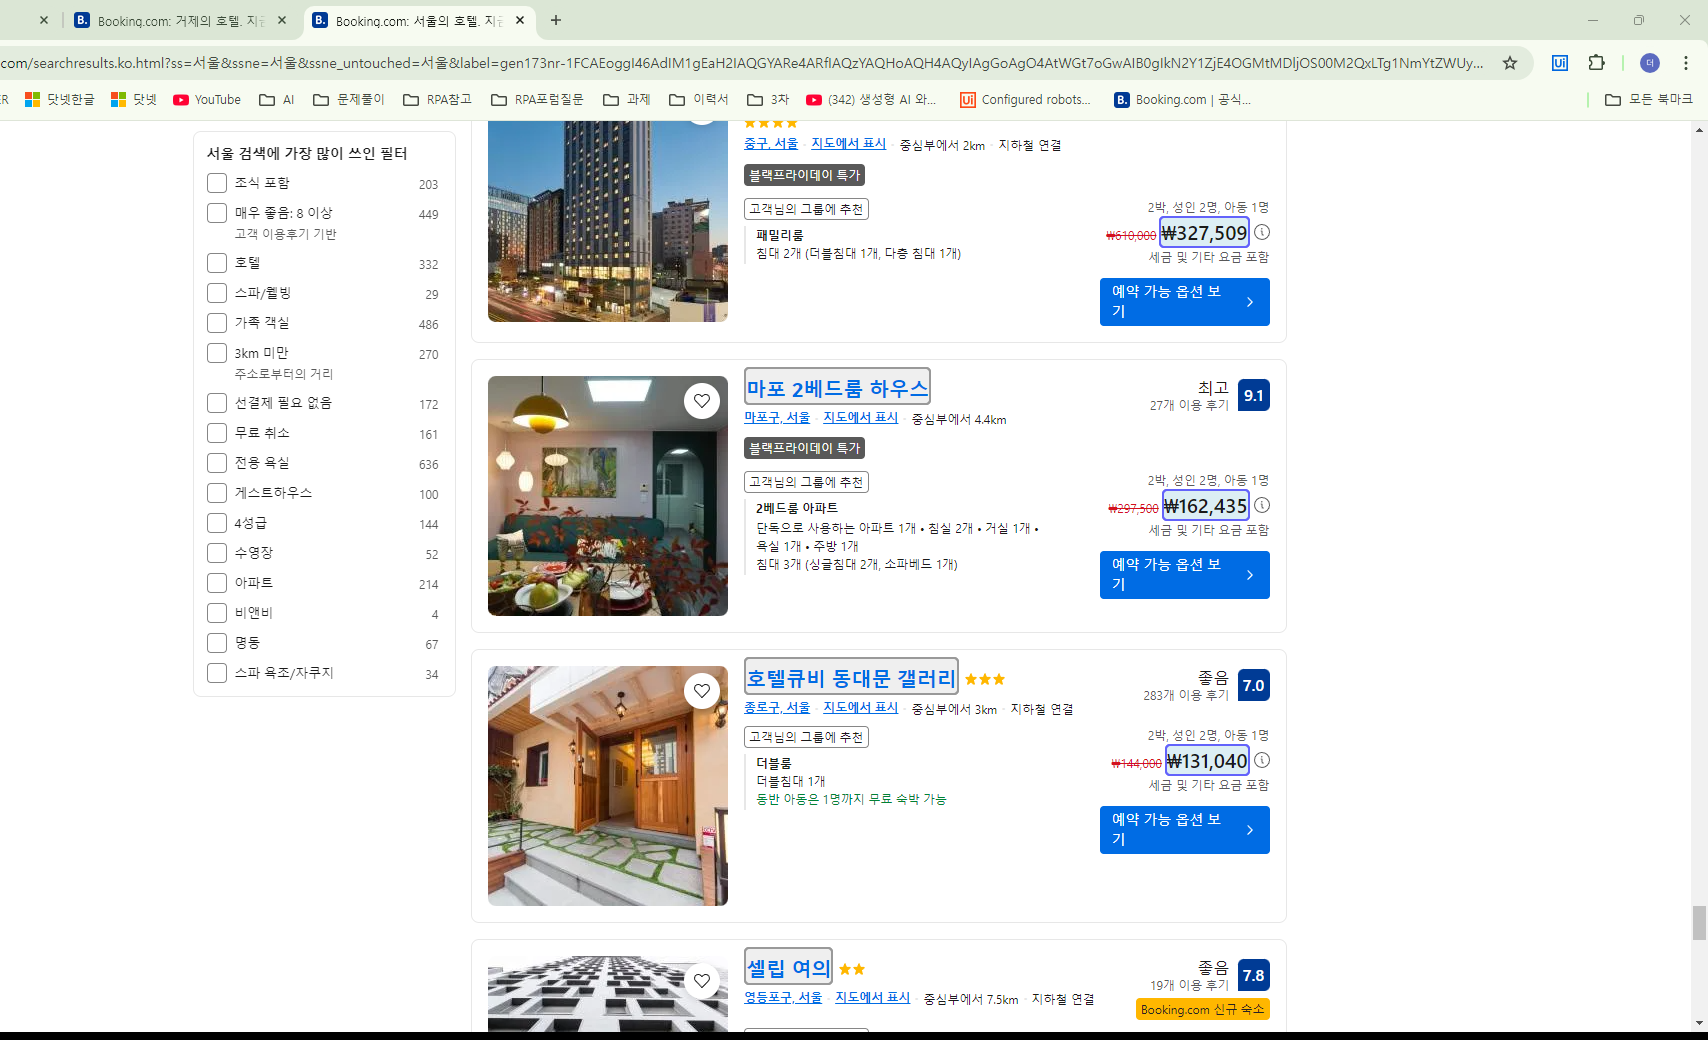 Booking.com: 거제의 호텔. 지금
Booking.com: 서울의 호텔. 지금
com/searchresults.ko.html?ss=서울&ssne=서울&ssne_untouched=서울&label=gen173nr-1FCAEoggI46AdIM1gEaH2IAQGYARe4ARfIAQzYAQHoAQH4AQyIAgGoAgO4AtWGt7oGwAIB0gIkN2Y1ZjE4OGMtMDljOS00M2QxLTg1NmYtZWUy...
R
닷넷한글
닷넷
YouTube
AI
문제풀이
RPA참고
RPA포럼질문
과제
이력서
3차
(342) 생성형 AI 와...
Configured robots...
Booking.com | 공식...
모든 북마크
서울 검색에 가장 많이 쓰인 필터
조식 포함 203
매우 좋음: 8 이상 449
고객 이용후기 기반
호텔 332
스파/웰빙 29
가족 객실 486
3km 미만 270
주소로부터의 거리
선결제 필요 없음 172
무료 취소 161
전용 욕실 636
게스트하우스 100
4성급 144
수영장 52
아파트 214
비앤비 4
명동 67
스파 욕조/자쿠지 34
중구, 서울 · 지도에서 표시 · 중심부에서 2km · 지하철 연결
블랙프라이데이 특가
고객님의 그룹에 추천
패밀리룸
침대 2개 (더블침대 1개, 다층 침대 1개)
2박, 성인 2명, 아동 1명
₩610,000 ₩327,509
세금 및 기타 요금 포함
예약 가능 옵션 보
기
마포 2베드룸 하우스
마포구, 서울 · 지도에서 표시 · 중심부에서 4.4km
블랙프라이데이 특가
고객님의 그룹에 추천
2베드룸 아파트
단독으로 사용하는 아파트 1개 • 침실 2개 • 거실 1개 •
욕실 1개 • 주방 1개
침대 3개 (싱글침대 2개, 소파베드 1개)
최고 9.1
27개 이용 후기
2박, 성인 2명, 아동 1명
₩297,500 ₩162,435
세금 및 기타 요금 포함
예약 가능 옵션 보
기
호텔큐비 동대문 갤러리
종로구, 서울 · 지도에서 표시 · 중심부에서 3km · 지하철 연결
고객님의 그룹에 추천
더블룸
더블침대 1개
동반 아동은 1명까지 무료 숙박 가능
좋음 7.0
283개 이용 후기
2박, 성인 2명, 아동 1명
₩144,000 ₩131,040
세금 및 기타 요금 포함
예약 가능 옵션 보
기
셀립 여의
영등포구, 서울 · 지도에서 표시 · 중심부에서 7.5km · 지하철 연결
좋음 7.8
19개 이용 후기
Booking.com 신규 숙소